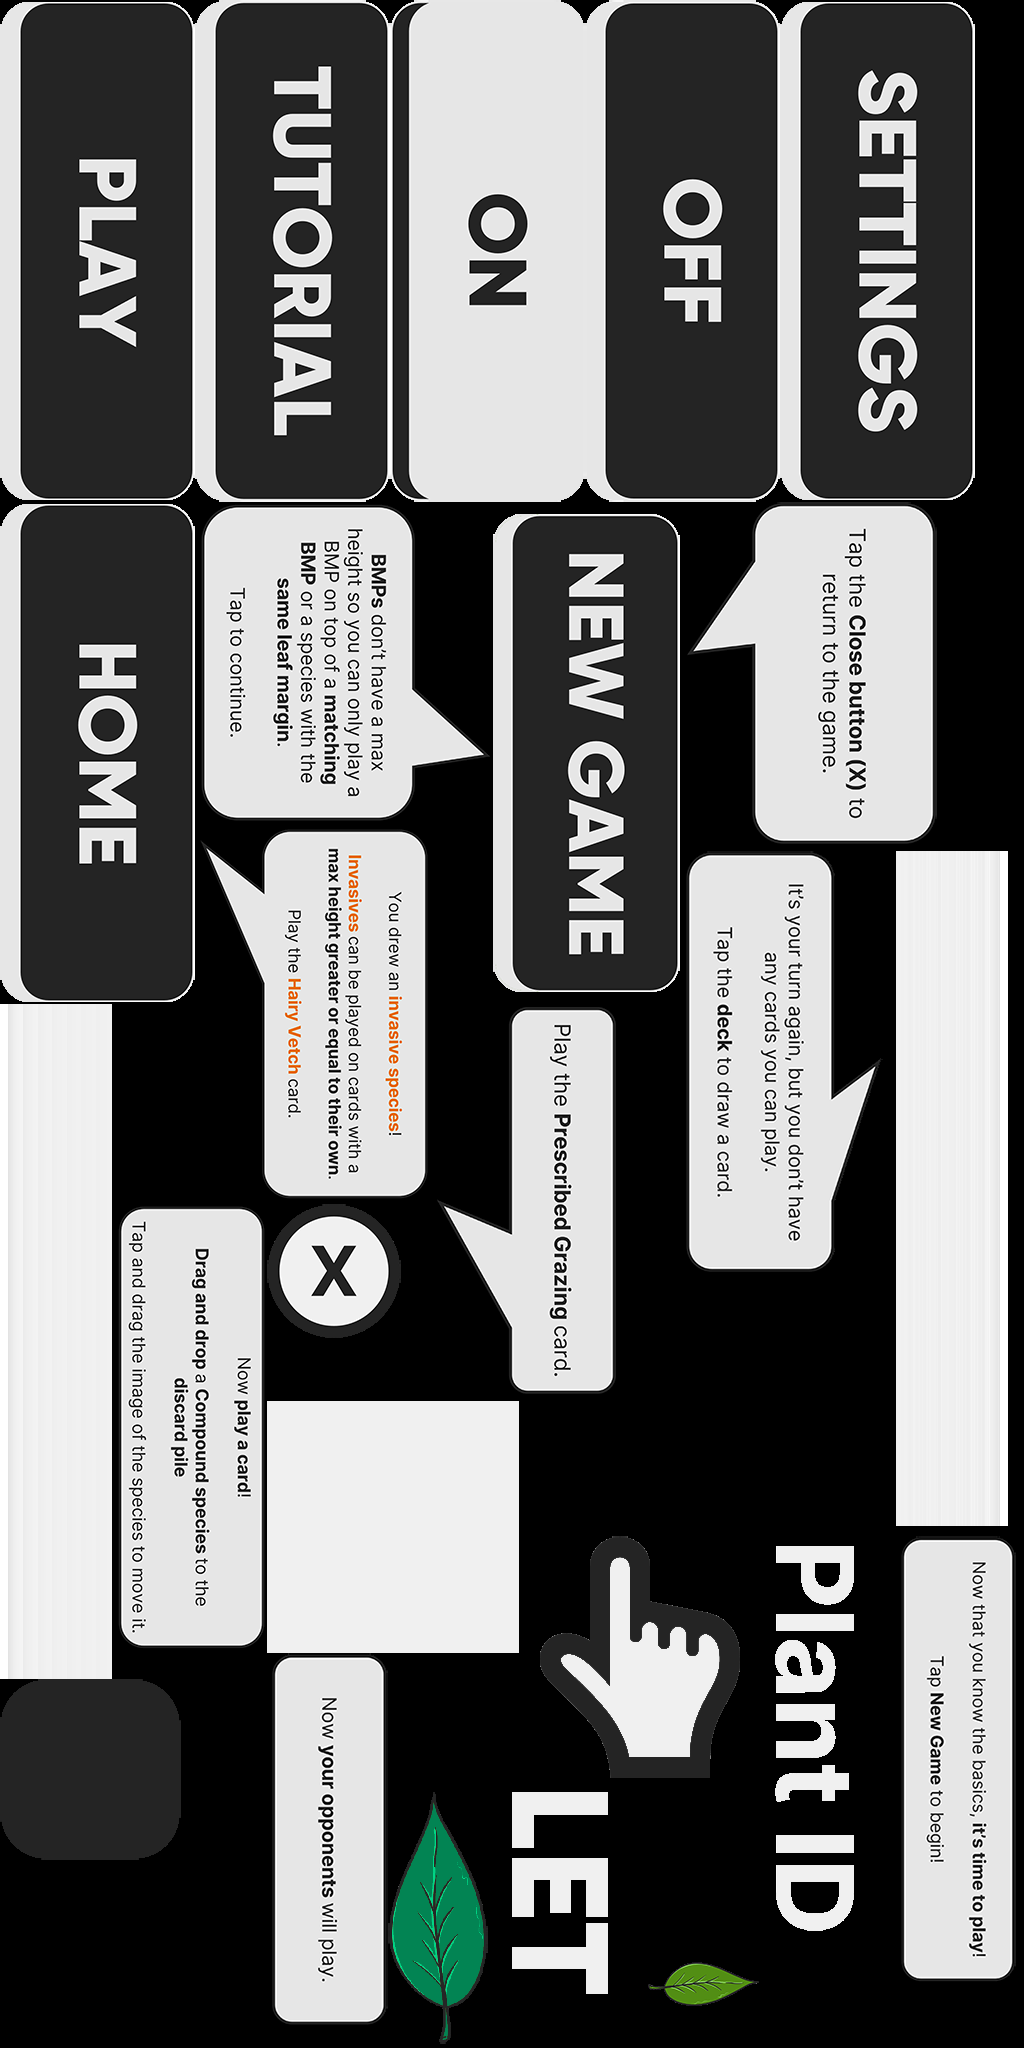 SETTINGS
OFF
ON
TUTORIAL
PLAY
Tap the Close button (X) to
return to the game.
NEW GAME
BMPs don't have a max
height so you can only play a
BMP on top of a matching
BMP or a species with the
same leaf margin.
Tap to continue.
HOME
It's your turn again, but you don't have
any cards you can play.
Tap the deck to draw a card.
You drew an invasive species!
Invasives can be played on cards with a
max height greater or equal to their own.
Play the Hairy Vetch card.
Play the Prescribed Grazing card.
X
Now play a card!
Drag and drop a Compound species to the
discard pile
Tap and drag the image of the species to move it.
Now that you know the basics, it's time to play!
Tap New Game to begin!
Plant ID
LET
Now your opponents will play.